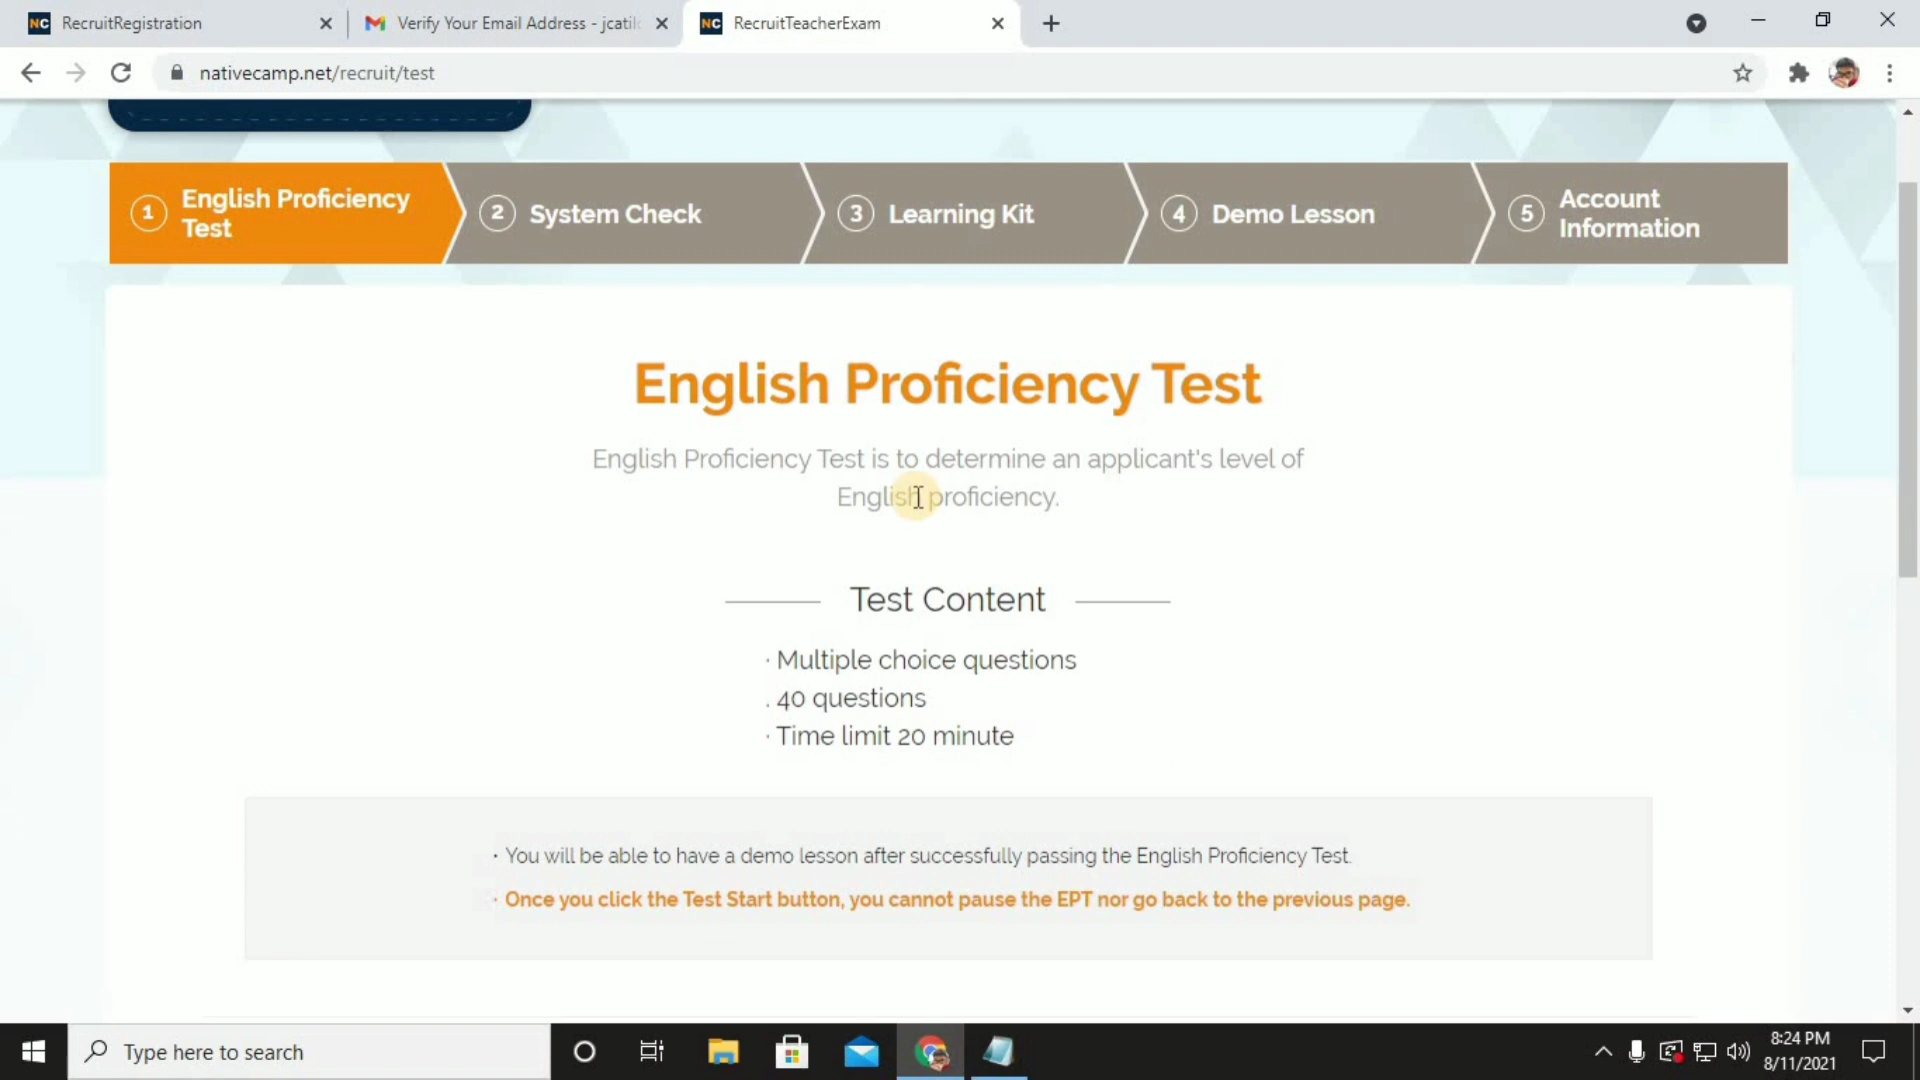 NC RecruitRegistration
Verify Your Email Address - jcatil
NC RecruitTeacherExam
nativecamp.net/recruit/test
1 English Proficiency
Test
2 System Check
3 Learning Kit
4 Demo Lesson
5 Account
Information
English Proficiency Test
English Proficiency Test is to determine an applicant's level of
English proficiency.
Test Content
· Multiple choice questions
. 40 questions
· Time limit 20 minute
· You will be able to have a demo lesson after successfully passing the English Proficiency Test.
· Once you click the Test Start button, you cannot pause the EPT nor go back to the previous page.
Type here to search
8:24 PM
8/11/2021